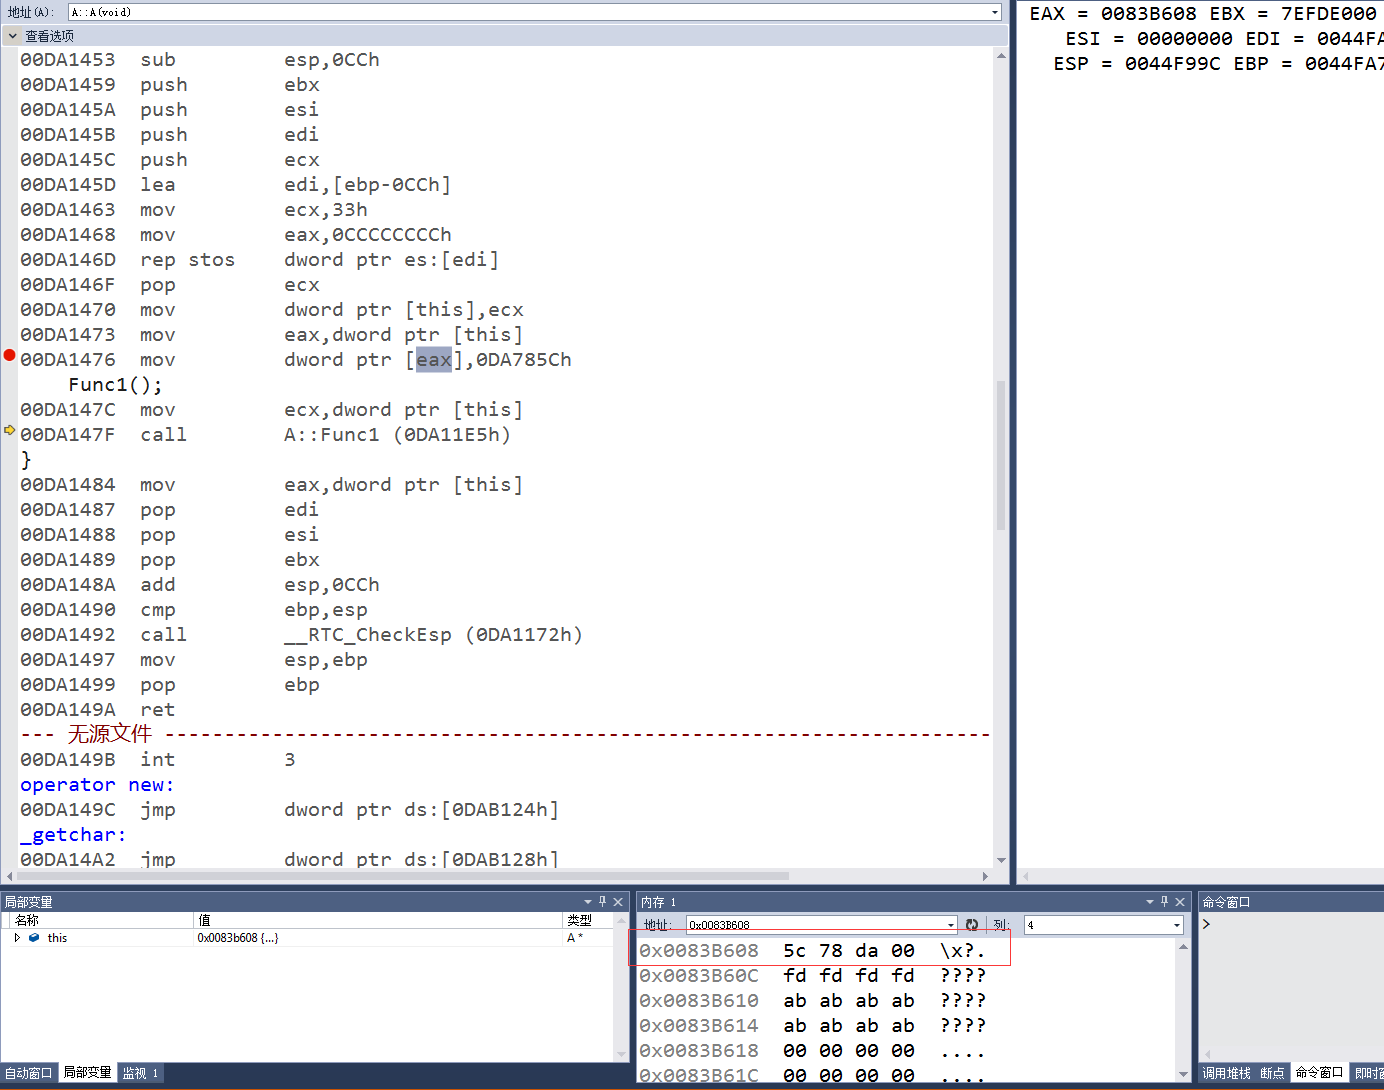 地址(A): A::A(void)
查看选项
00DA1453 sub esp,0CCh
00DA1459 push ebx
00DA145A push esi
00DA145B push edi
00DA145C push ecx
00DA145D lea edi,[ebp-0CCh]
00DA1463 mov ecx,33h
00DA1468 mov eax,0CCCCCCCCh
00DA146D rep stos dword ptr es:[edi]
00DA146F pop ecx
00DA1470 mov dword ptr [this],ecx
00DA1473 mov eax,dword ptr [this]
00DA1476 mov dword ptr [eax],0DA785Ch
Func1();
00DA147C mov ecx,dword ptr [this]
00DA147F call A::Func1 (0DA11E5h)
}
00DA1484 mov eax,dword ptr [this]
00DA1487 pop edi
00DA1488 pop esi
00DA1489 pop ebx
00DA148A add esp,0CCh
00DA1490 cmp ebp,esp
00DA1492 call __RTC_CheckEsp (0DA1172h)
00DA1497 mov esp,ebp
00DA1499 pop ebp
00DA149A ret
--- 无源文件 ---------------------------------------------------------------------
00DA149B int 3
operator new:
00DA149C jmp dword ptr ds:[0DAB124h]
_getchar:
00DA14A2 jmp dword ptr ds:[0DAB128h]
EAX = 0083B608 EBX = 7EFDE000
ESI = 00000000 EDI = 0044FA
ESP = 0044F99C EBP = 0044FA7
局部变量
名称 值 类型
this 0x0083b608 {...} A *
自动窗口 局部变量 监视 1
内存 1
地址: 0x0083B608 列: 4
0x0083B608 5c 78 da 00 \x?.
0x0083B60C fd fd fd fd ????
0x0083B610 ab ab ab ab ????
0x0083B614 ab ab ab ab ????
0x0083B618 00 00 00 00 ....
0x0083B61C 00 00 00 00 ....
命令窗口
>
调用堆栈 断点 命令窗口 即时窗